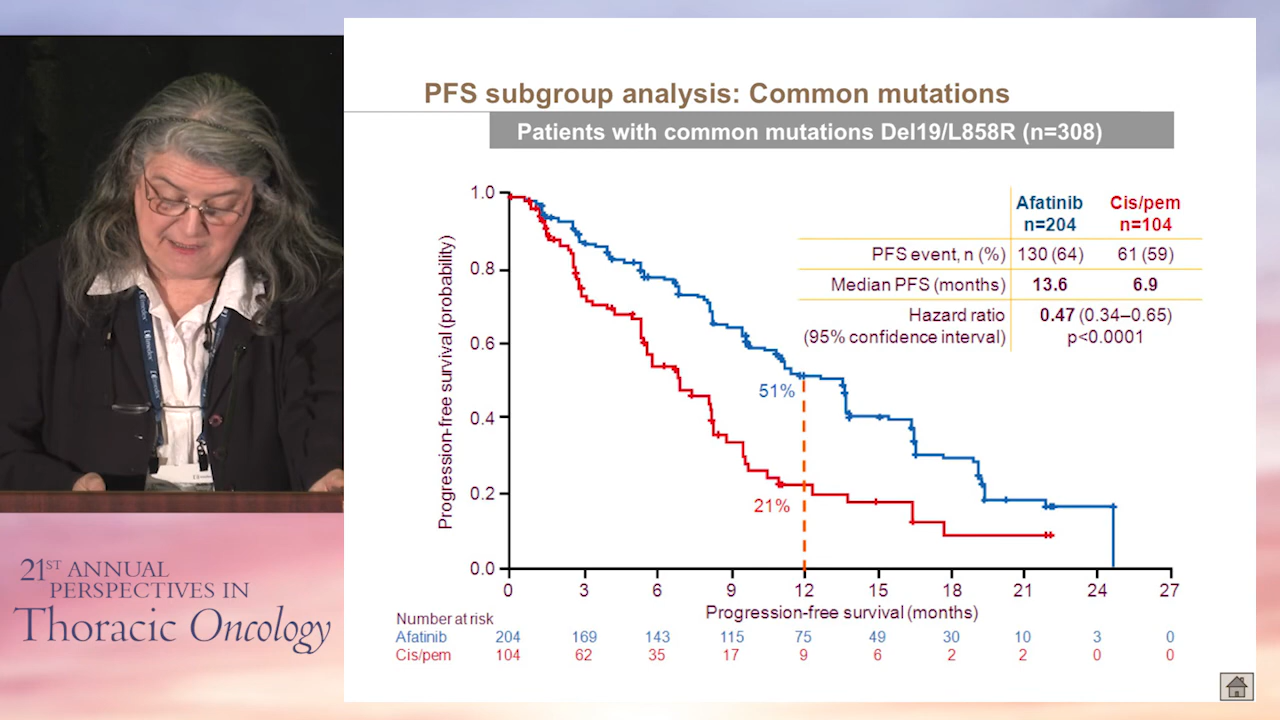 PFS subgroup analysis: Common mutations
Patients with common mutations Del19/L858R (n=308)
Afatinib Cis/pem
n=204 n=104
PFS event, n (%) 130 (64) 61 (59)
Median PFS (months) 13.6 6.9
Hazard ratio 0.47 (0.34–0.65)
(95% confidence interval) p<0.0001
Progression-free survival (probability)
1.0
0.8
0.6
0.4
0.2
0.0
51%
21%
0 3 6 9 12 15 18 21 24 27
Progression-free survival (months)
Number at risk
Afatinib 204 169 143 115 75 49 30 10 3 0
Cis/pem 104 62 35 17 9 6 2 2 0 0
21ST ANNUAL
PERSPECTIVES IN
Thoracic Oncology